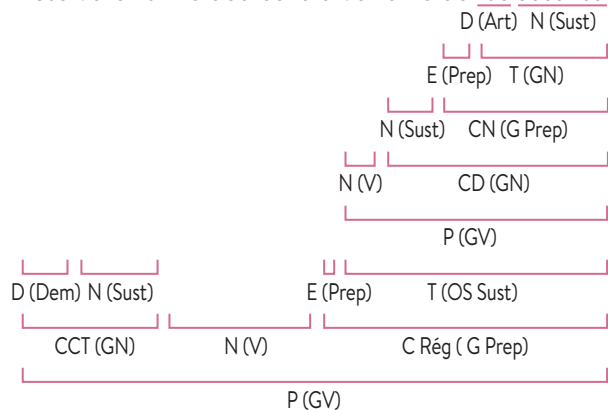 D (Art) N (Sust)
E (Prep) T (GN)
N (Sust) CN (G Prep)
N (V) CD (GN)
P (GV)
D (Dem) N (Sust) E (Prep) T (OS Sust)
CCT (GN) N (V) C Rég ( G Prep)
P (GV)